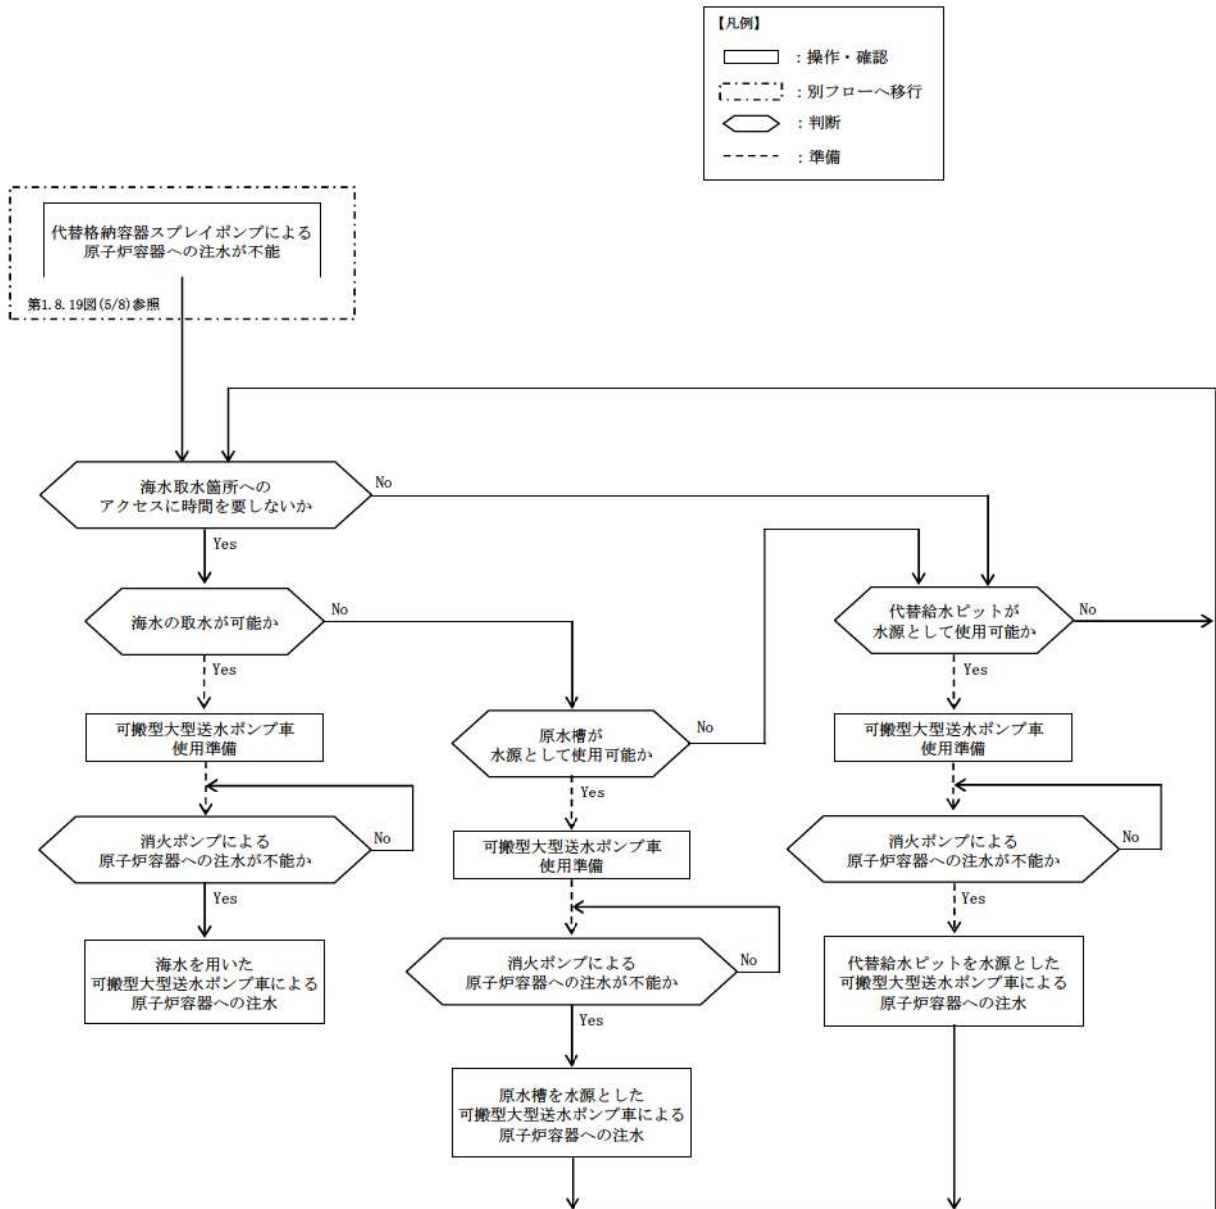 【凡例】
：操作・確認
：別フローへ移行
：判断
：準備
代替格納容器スプレイポンプによる
原子炉容器への注水が不能
第1.8.19図(5/8)参照
海水取水箇所への
アクセスに時間を要しないか
No
Yes
海水の取水が可能か
No
Yes
代替給水ピットが
水源として使用可能か
No
Yes
可搬型大型送水ポンプ車
使用準備
原水槽が
水源として使用可能か
No
Yes
可搬型大型送水ポンプ車
使用準備
消火ポンプによる
原子炉容器への注水が不能か
No
Yes
可搬型大型送水ポンプ車
使用準備
消火ポンプによる
原子炉容器への注水が不能か
No
Yes
海水を用いた
可搬型大型送水ポンプ車による
原子炉容器への注水
消火ポンプによる
原子炉容器への注水が不能か
No
Yes
代替給水ピットを水源とした
可搬型大型送水ポンプ車による
原子炉容器への注水
原水槽を水源とした
可搬型大型送水ポンプ車による
原子炉容器への注水